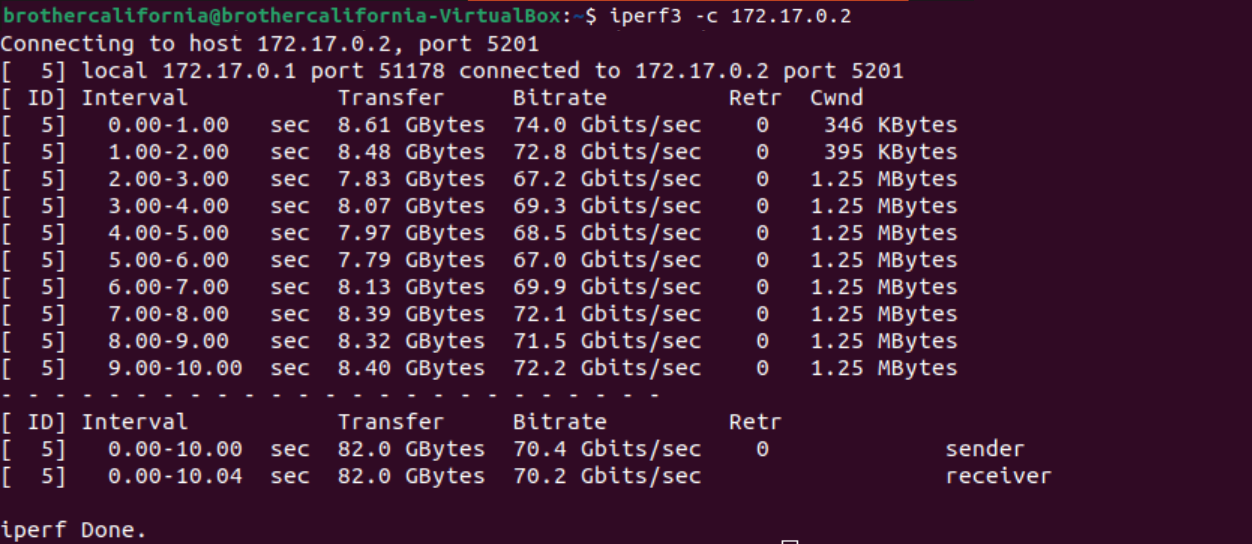 brothercalifornia@brothercalifornia-VirtualBox:~$ iperf3 -c 172.17.0.2
Connecting to host 172.17.0.2, port 5201
[  5] local 172.17.0.1 port 51178 connected to 172.17.0.2 port 5201
[ ID] Interval           Transfer     Bitrate         Retr  Cwnd
[  5]   0.00-1.00   sec  8.61 GBytes  74.0 Gbits/sec    0    346 KBytes
[  5]   1.00-2.00   sec  8.48 GBytes  72.8 Gbits/sec    0    395 KBytes
[  5]   2.00-3.00   sec  7.83 GBytes  67.2 Gbits/sec    0   1.25 MBytes
[  5]   3.00-4.00   sec  8.07 GBytes  69.3 Gbits/sec    0   1.25 MBytes
[  5]   4.00-5.00   sec  7.97 GBytes  68.5 Gbits/sec    0   1.25 MBytes
[  5]   5.00-6.00   sec  7.79 GBytes  67.0 Gbits/sec    0   1.25 MBytes
[  5]   6.00-7.00   sec  8.13 GBytes  69.9 Gbits/sec    0   1.25 MBytes
[  5]   7.00-8.00   sec  8.39 GBytes  72.1 Gbits/sec    0   1.25 MBytes
[  5]   8.00-9.00   sec  8.32 GBytes  71.5 Gbits/sec    0   1.25 MBytes
[  5]   9.00-10.00  sec  8.40 GBytes  72.2 Gbits/sec    0   1.25 MBytes
- - - - - - - - - - - - - - - - - - - - - - - - -
[ ID] Interval           Transfer     Bitrate         Retr
[  5]   0.00-10.00  sec  82.0 GBytes  70.4 Gbits/sec    0             sender
[  5]   0.00-10.04  sec  82.0 GBytes  70.2 Gbits/sec                  receiver
iperf Done.